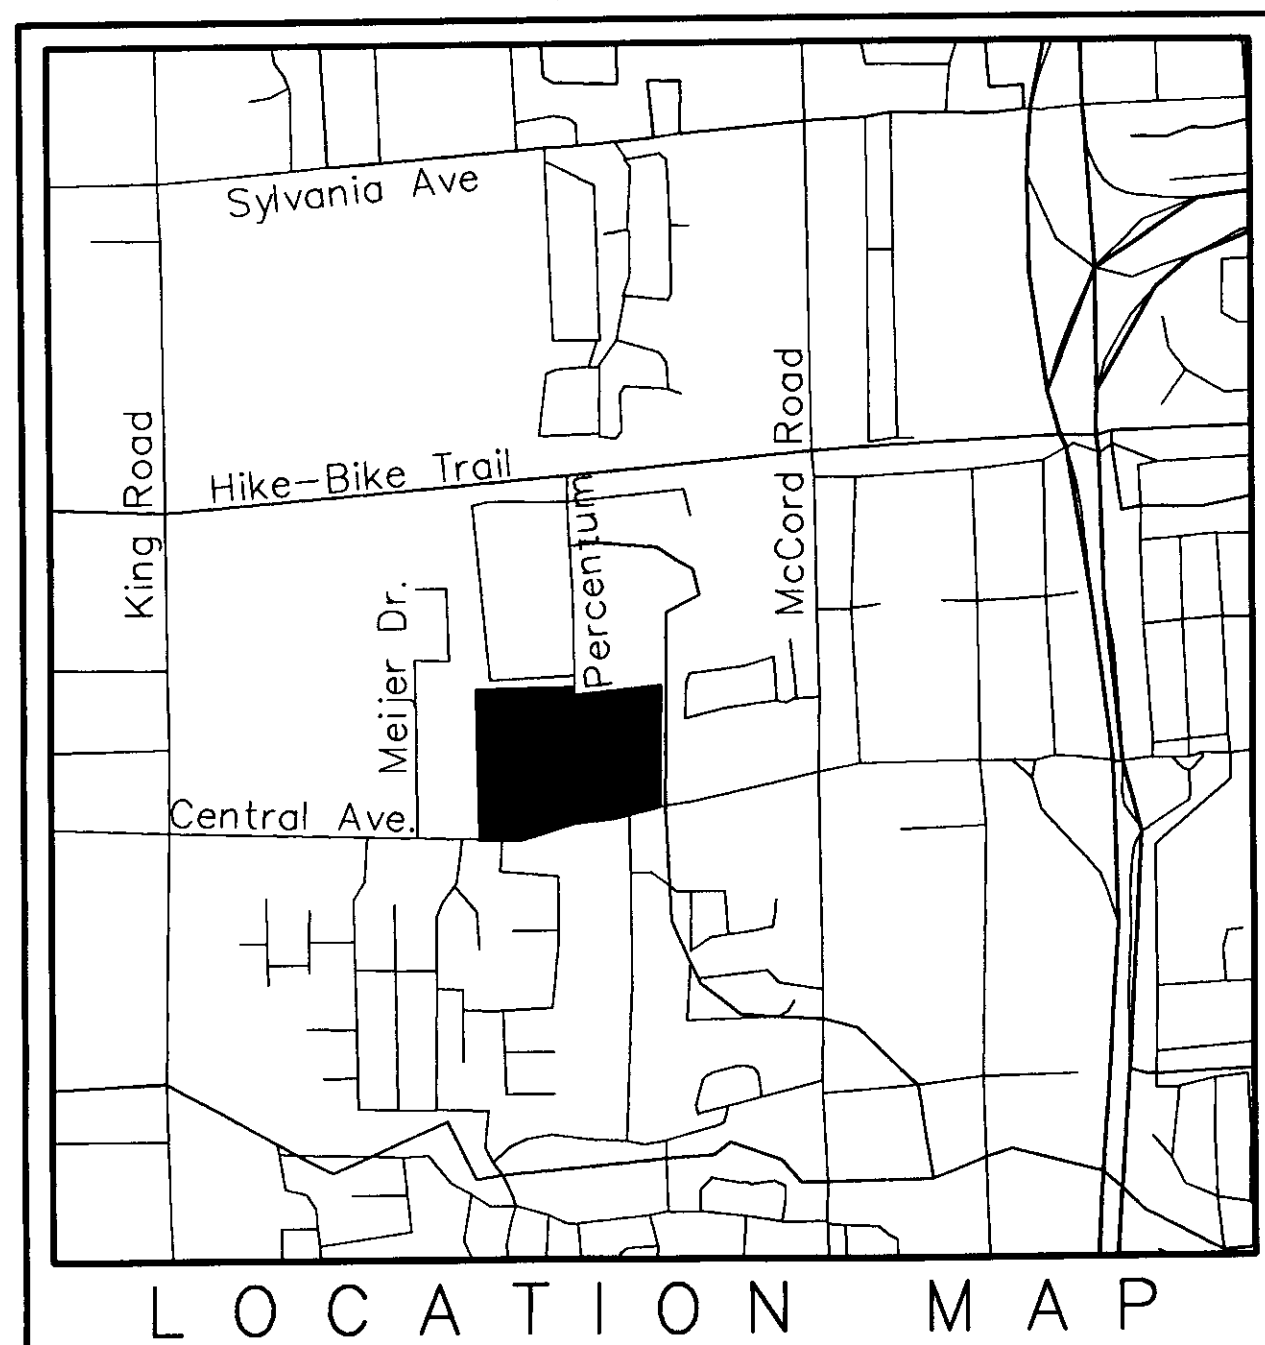 Sylvania Ave
King Road
Hike-Bike Trail
McCord Road
Percentum
Meijer Dr.
Central Ave.
LOCATION MAP